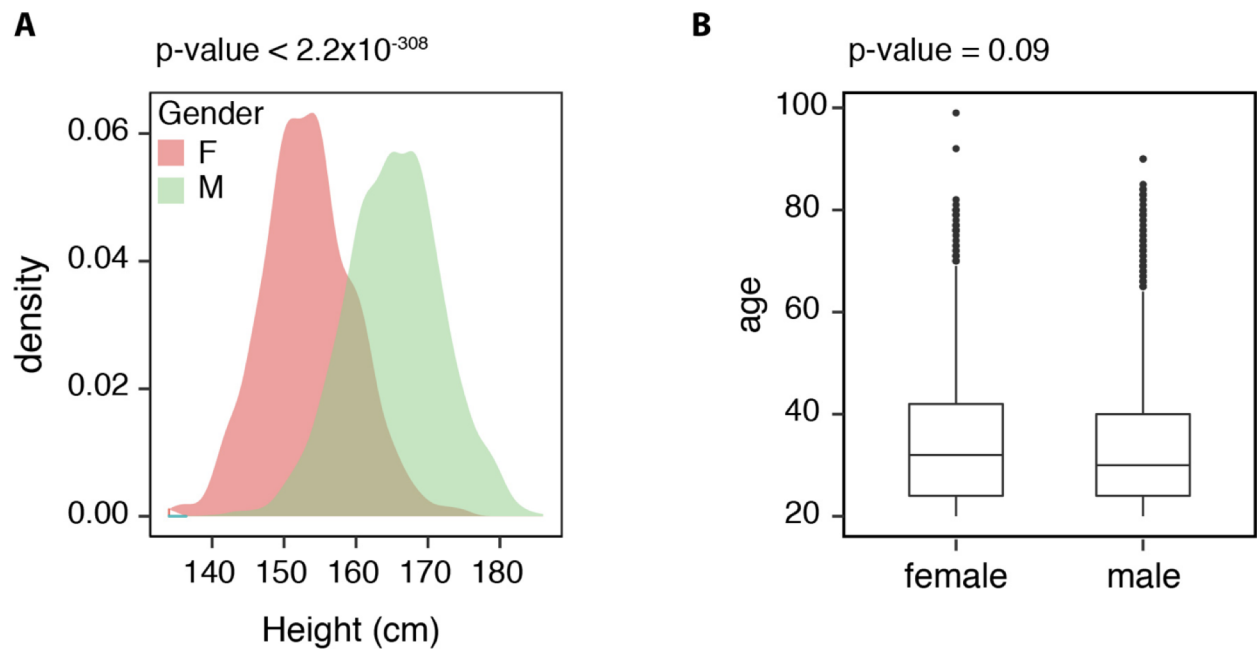 A
p-value < 2.2x10⁻³⁰⁸
Gender
F
M
0.06
0.04
0.02
0.00
density
140 150 160 170 180
Height (cm)
B
p-value = 0.09
100
80
60
40
20
age
female male